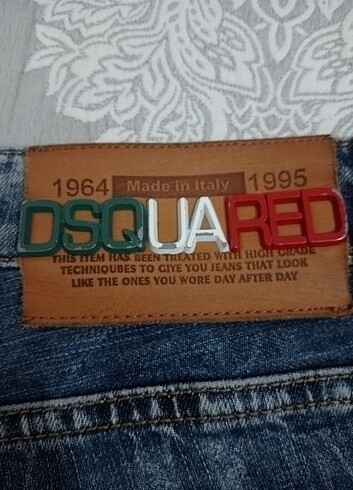 1964 Made in Italy 1995
DSQUARED
THIS ITEM HAS BEEN TREATED WITH HIGH GRADE
TECHNIQUBES TO GIYE YOU JEANS THAT LOOK
LIKE THE ONES YOU WORE DAY AFTER DAY